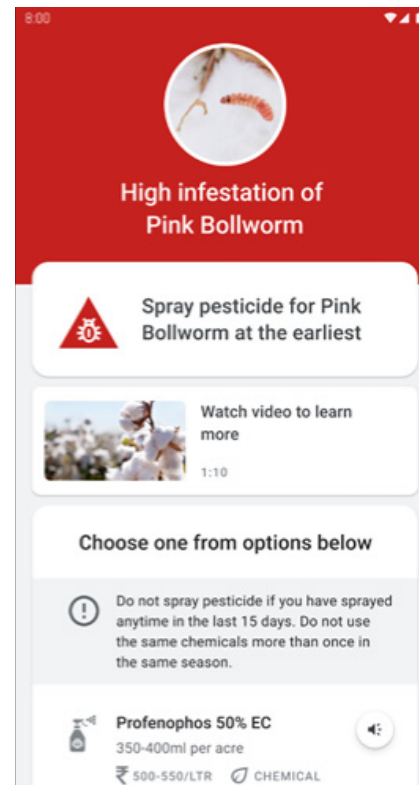 8:00
High infestation of
Pink Bollworm
Spray pesticide for Pink
Bollworm at the earliest
Watch video to learn
more
1:10
Choose one from options below
Do not spray pesticide if you have sprayed
anytime in the last 15 days. Do not use
the same chemicals more than once in
the same season.
Profenophos 50% EC
350-400ml per acre
₹ 500-550/LTR CHEMICAL